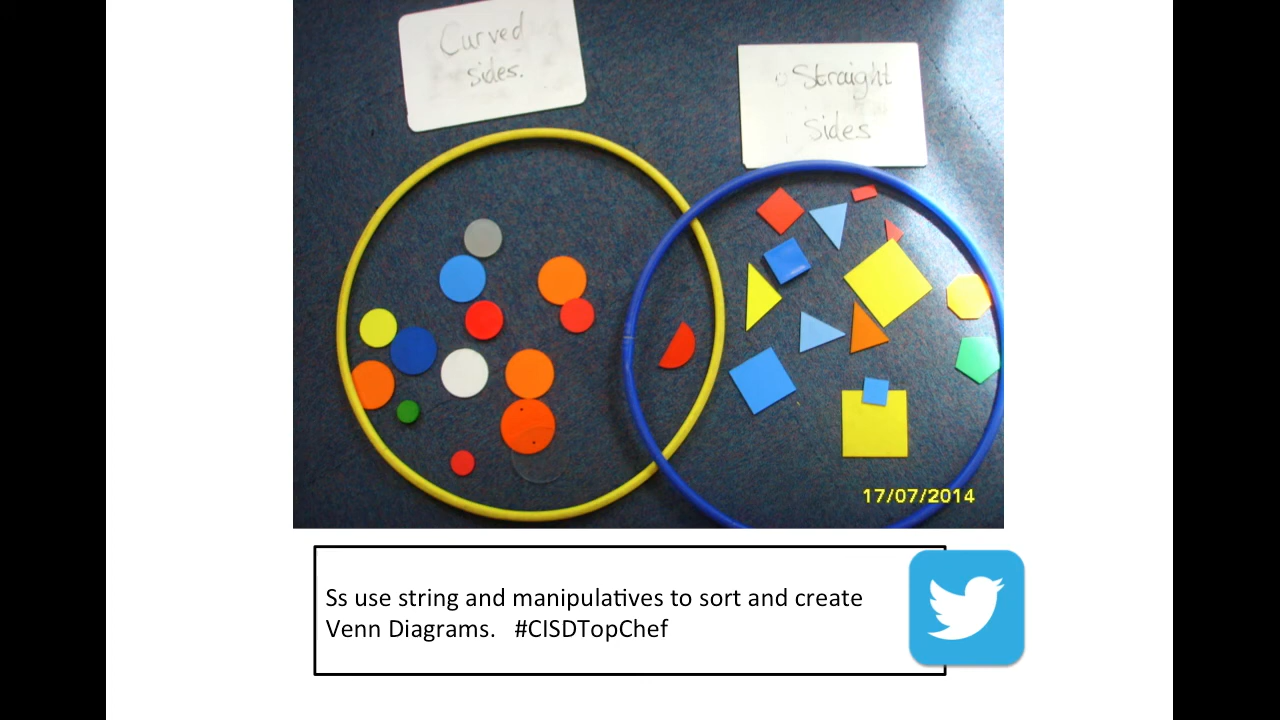 Curved
sides.
Straight
Sides
17/07/2014
Ss use string and manipulatives to sort and create
Venn Diagrams.   #CISDTopChef